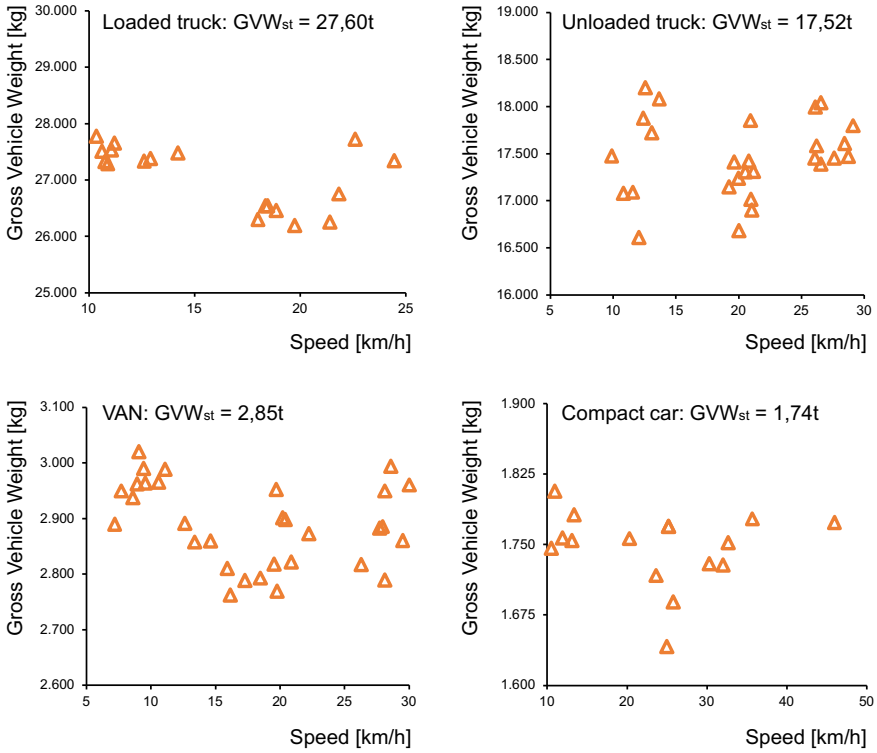 Loaded truck: GVWst = 27,60t
Gross Vehicle Weight [kg]
30.000
29.000
28.000
27.000
26.000
25.000
10 15 20 25
Speed [km/h]
Unloaded truck: GVWst = 17,52t
Gross Vehicle Weight [kg]
19.000
18.500
18.000
17.500
17.000
16.500
16.000
5 10 15 20 25 30
Speed [km/h]
VAN: GVWst = 2,85t
Gross Vehicle Weight [kg]
3.100
3.000
2.900
2.800
2.700
2.600
5 10 15 20 25 30
Speed [km/h]
Compact car: GVWst = 1,74t
Gross Vehicle Weight [kg]
1.900
1.825
1.750
1.675
1.600
10 20 30 40 50
Speed [km/h]